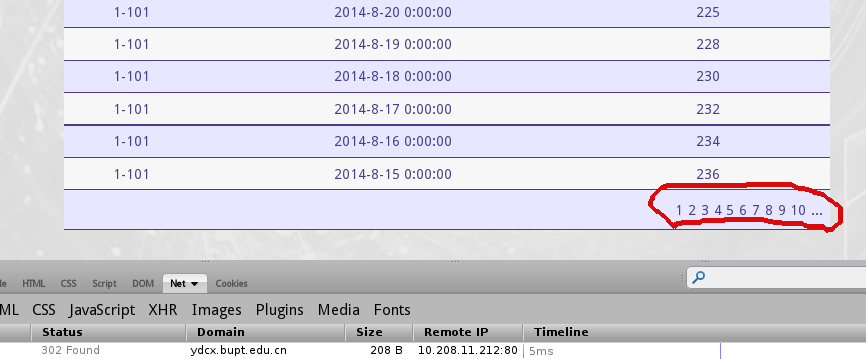 1-101 2014-8-20 0:00:00 225
1-101 2014-8-19 0:00:00 228
1-101 2014-8-18 0:00:00 230
1-101 2014-8-17 0:00:00 232
1-101 2014-8-16 0:00:00 234
1-101 2014-8-15 0:00:00 236
1 2 3 4 5 6 7 8 9 10 ...
le HTML CSS Script DOM Net Cookies
ML CSS JavaScript XHR Images Plugins Media Fonts
Status Domain Size Remote IP Timeline
302 Found ydcx.bupt.edu.cn 208 B 10.208.11.212:80 5ms